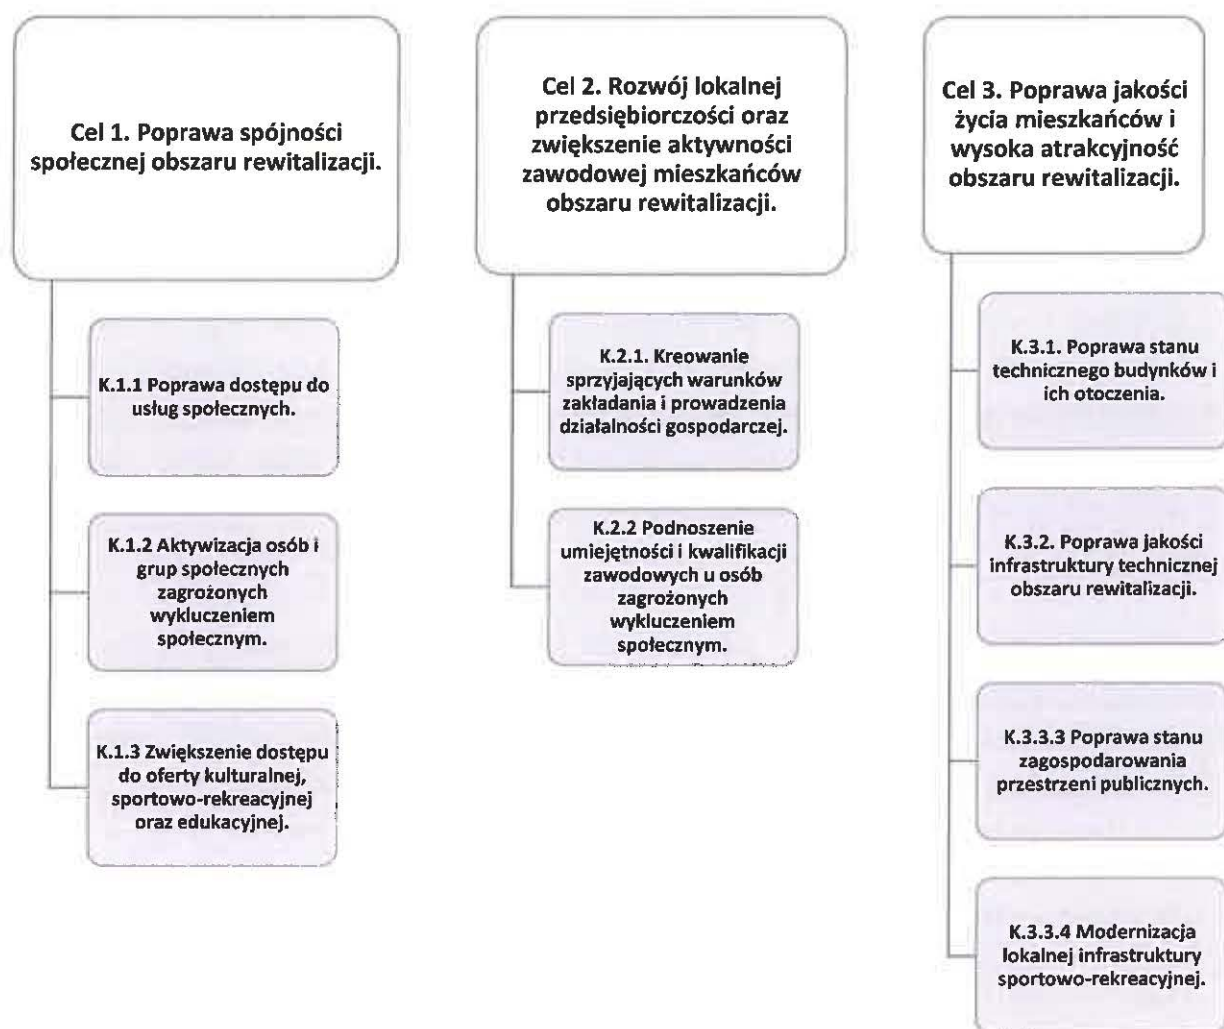 Cel 1. Poprawa spójności
społecznej obszaru rewitalizacji.
K.1.1 Poprawa dostępu do
usług społecznych.
K.1.2 Aktywizacja osób i
grup społecznych
zagrożonych
wykluczeniem
społecznym.
K.1.3 Zwiększenie dostępu
do oferty kulturalnej,
sportowo-rekreacyjnej
oraz edukacyjnej.
Cel 2. Rozwój lokalnej
przedsiębiorczości oraz
zwiększenie aktywności
zawodowej mieszkańców
obszaru rewitalizacji.
K.2.1. Kreowanie
sprzyjających warunków
zakładania i prowadzenia
działalności gospodarczej.
K.2.2 Podnoszenie
umiejętności i kwalifikacji
zawodowych u osób
zagrożonych
wykluczeniem
społecznym.
Cel 3. Poprawa jakości
życia mieszkańców i
wysoka atrakcyjność
obszaru rewitalizacji.
K.3.1. Poprawa stanu
technicznego budynków i
ich otoczenia.
K.3.2. Poprawa jakości
infrastruktury technicznej
obszaru rewitalizacji.
K.3.3.3 Poprawa stanu
zagospodarowania
przestrzeni publicznych.
K.3.3.4 Modernizacja
lokalnej infrastruktury
sportowo-rekreacyjnej.